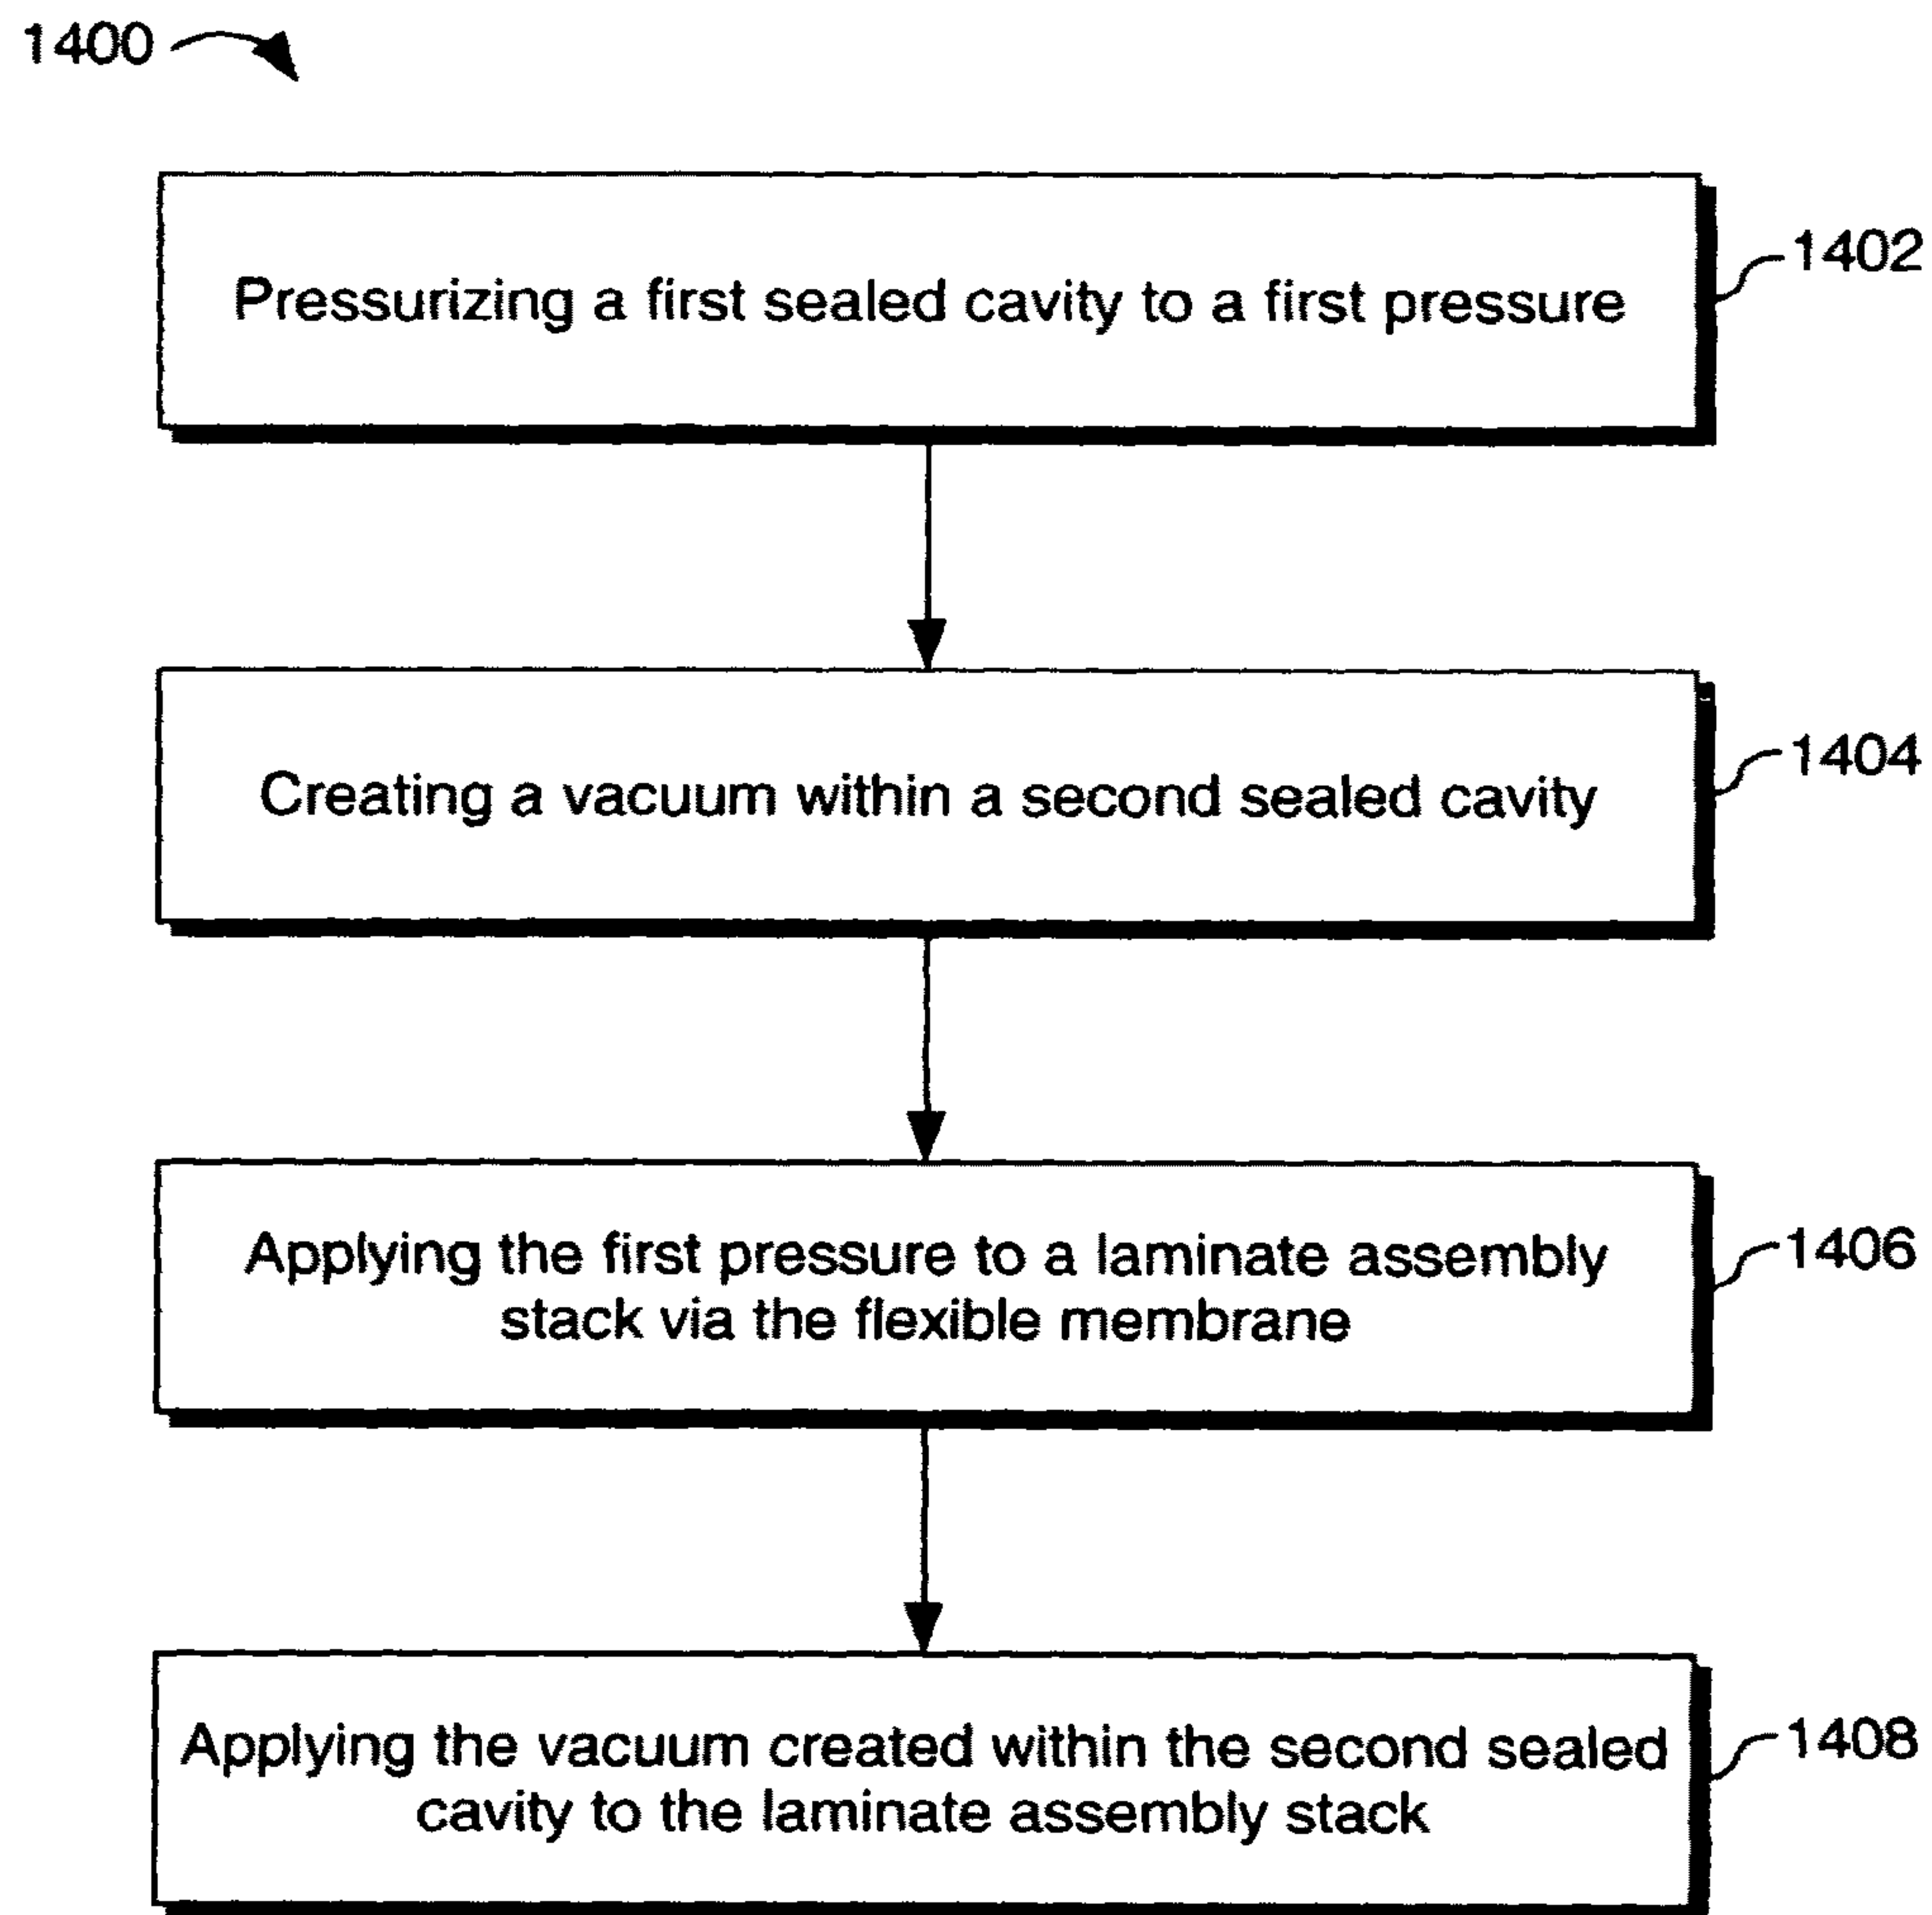 1400
Pressurizing a first sealed cavity to a first pressure
1402
Creating a vacuum within a second sealed cavity
1404
Applying the first pressure to a laminate assembly
stack via the flexible membrane
1406
Applying the vacuum created within the second sealed
cavity to the laminate assembly stack
1408